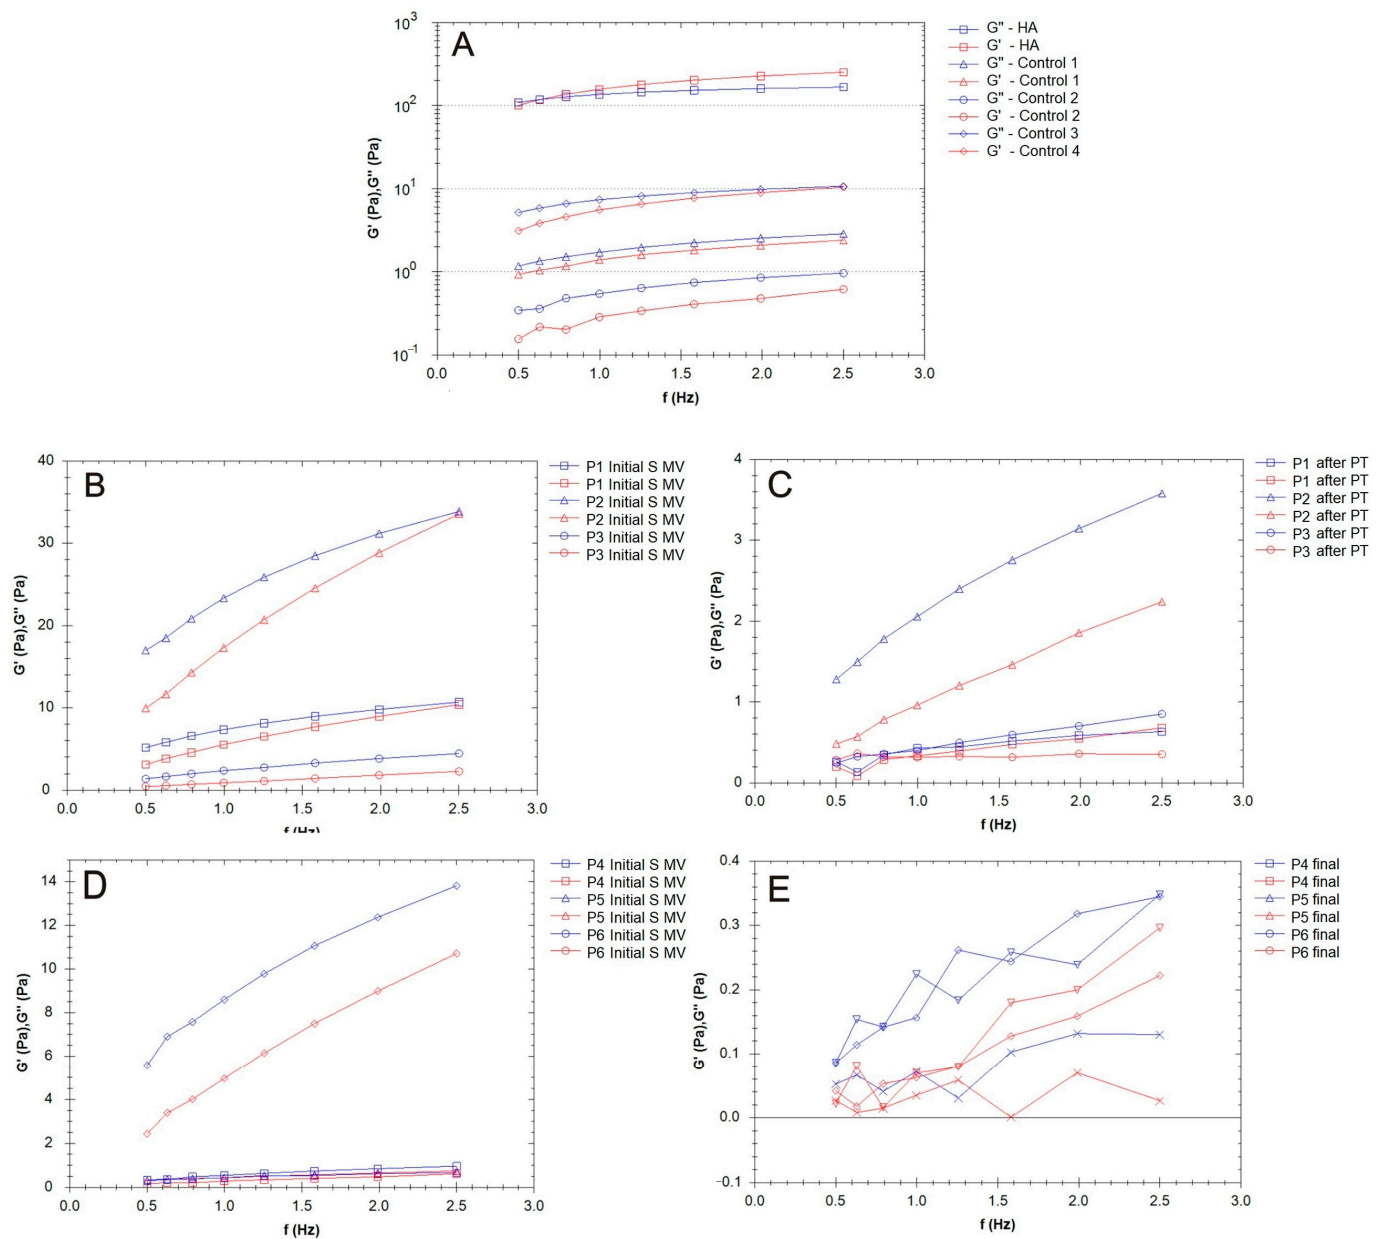 A
10³
10²
10¹
10⁰
10⁻¹
G' (Pa),G'' (Pa)
0.0 0.5 1.0 1.5 2.0 2.5 3.0
f (Hz)
G" - HA
G' - HA
G" - Control 1
G' - Control 1
G" - Control 2
G' - Control 2
G" - Control 3
G' - Control 4
B
40
30
20
10
0
G' (Pa),G'' (Pa)
0.0 0.5 1.0 1.5 2.0 2.5 3.0
f (Hz)
P1 Initial S MV
P1 Initial S MV
P2 Initial S MV
P2 Initial S MV
P3 Initial S MV
P3 Initial S MV
C
4
3
2
1
0
G' (Pa),G'' (Pa)
0.0 0.5 1.0 1.5 2.0 2.5 3.0
f (Hz)
P1 after PT
P1 after PT
P2 after PT
P2 after PT
P3 after PT
P3 after PT
D
14
12
10
8
6
4
2
0
G' (Pa),G'' (Pa)
0.0 0.5 1.0 1.5 2.0 2.5 3.0
f (Hz)
P4 Initial S MV
P4 Initial S MV
P5 Initial S MV
P5 Initial S MV
P6 Initial S MV
P6 Initial S MV
E
0.4
0.3
0.2
0.1
0.0
−0.1
G' (Pa),G'' (Pa)
0.0 0.5 1.0 1.5 2.0 2.5 3.0
f (Hz)
P4 final
P4 final
P5 final
P5 final
P6 final
P6 final